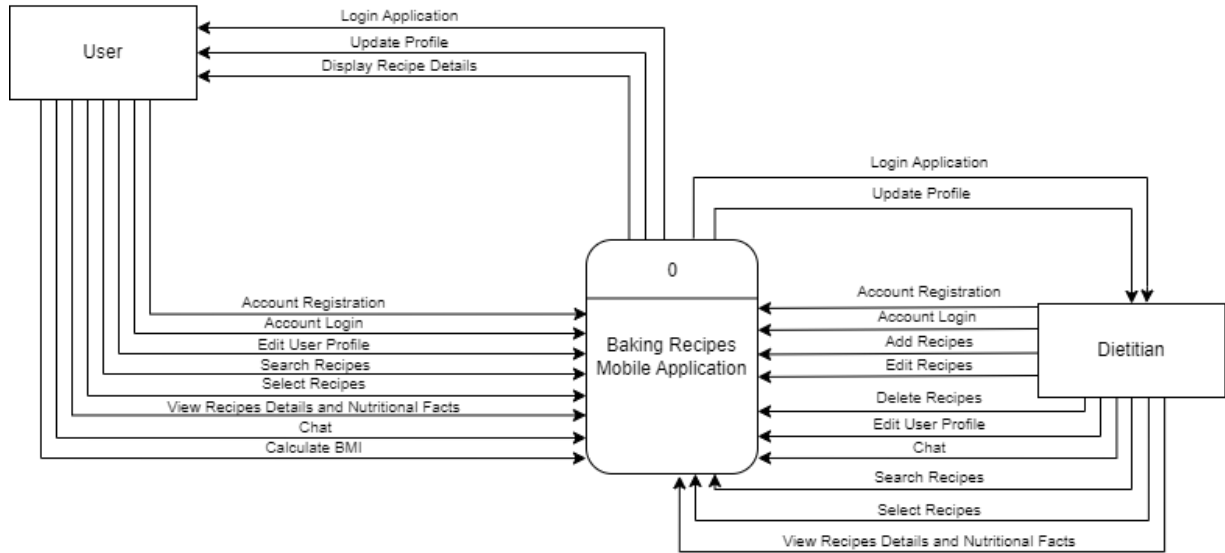 Login Application
User
Update Profile
Display Recipe Details
Login Application
Update Profile
0
Account Registration
Account Login
Edit User Profile
Search Recipes
Select Recipes
View Recipes Details and Nutritional Facts
Chat
Calculate BMI
Baking Recipes
Mobile Application
Account Registration
Account Login
Add Recipes
Edit Recipes
Dietitian
Delete Recipes
Edit User Profile
Chat
Search Recipes
Select Recipes
View Recipes Details and Nutritional Facts